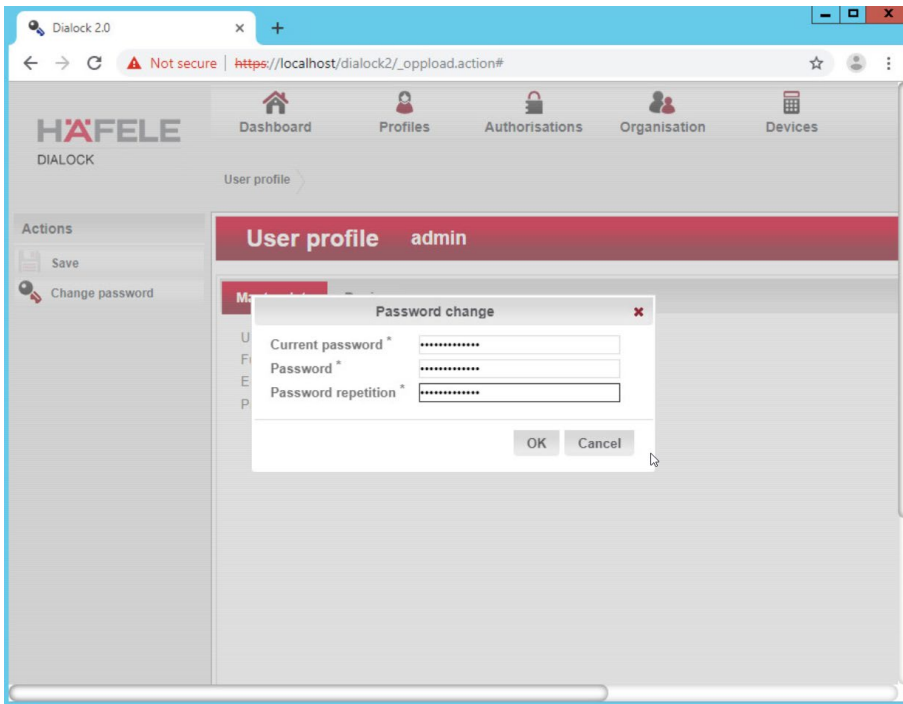 Dialock 2.0
Not secure | https://localhost/dialock2/_oppload.action#
HÄFELE
DIALOCK
Dashboard Profiles Authorisations Organisation Devices
User profile
Actions
Save
Change password
User profile admin
Password change
Current password * •••••••••••••
Password * •••••••••••••
Password repetition * •••••••••••••
OK Cancel